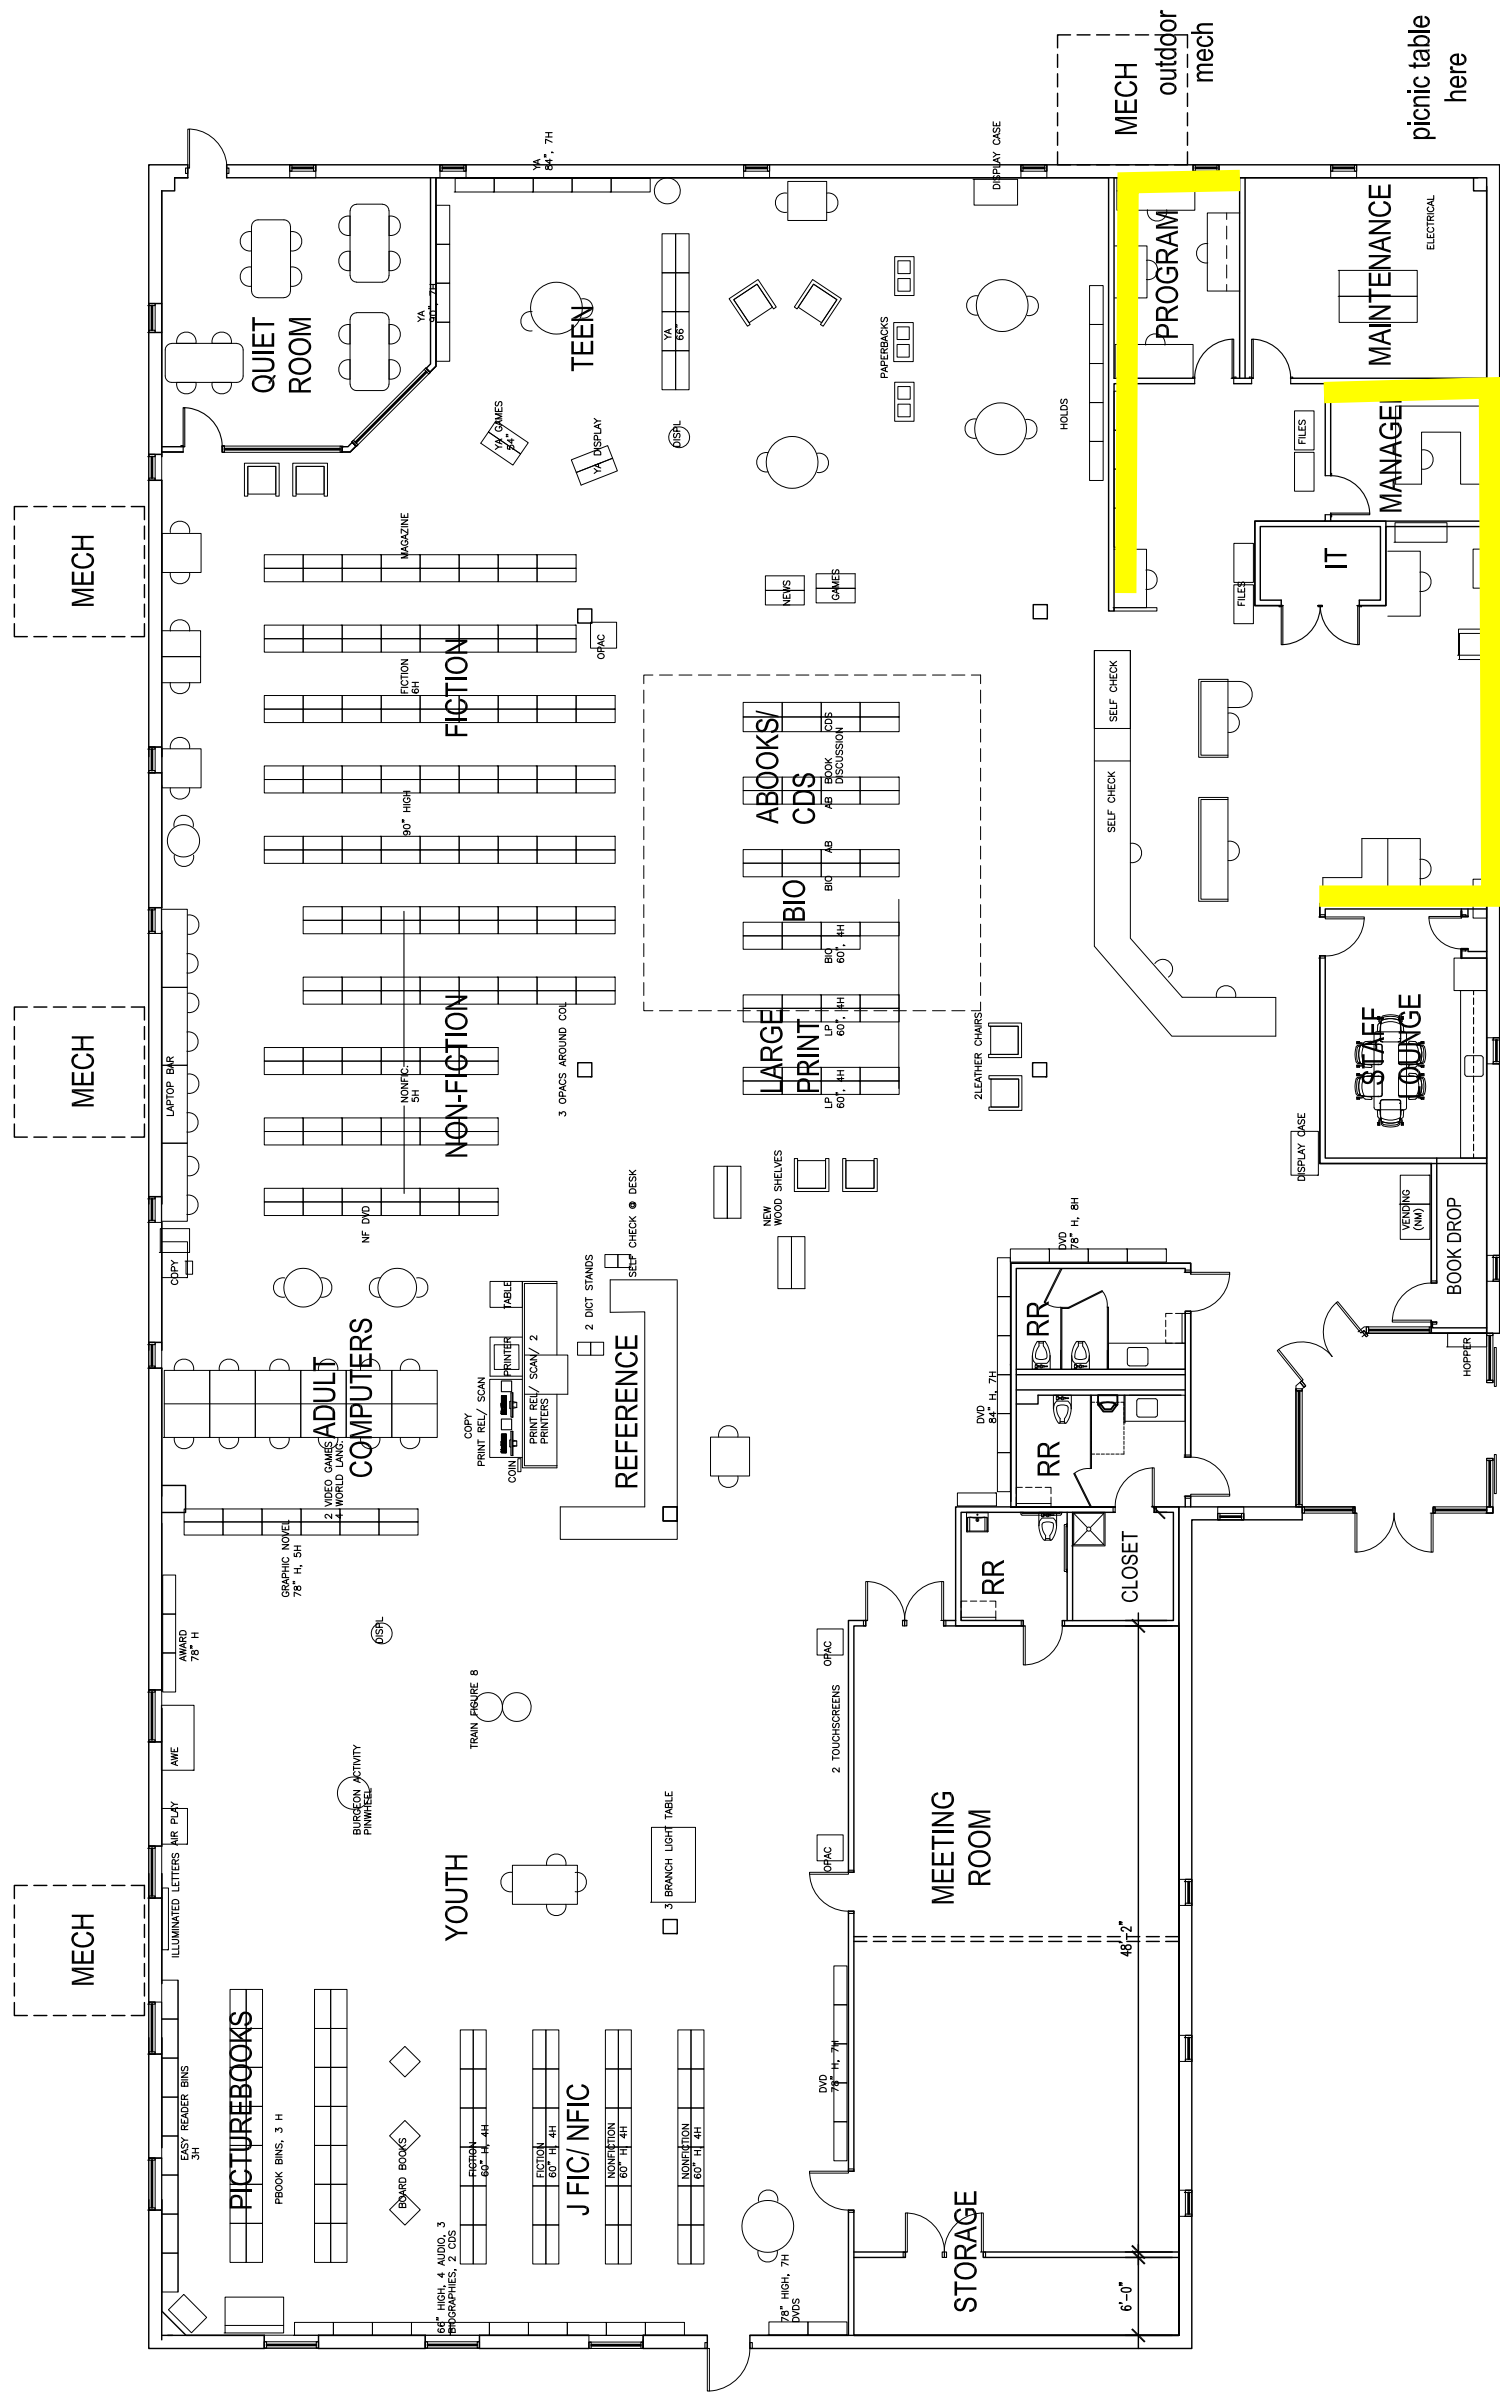 outdoor
mech
MECH
picnic table
here
YA
84", 7H
DISPLAY CASE
QUIET
ROOM
YA
90", 7H
TEEN
YA
66"
PAPERBACKS
HOLDS
PROGRAM
MAINTENANCE
ELECTRICAL
YA GAMES
54"
YA DISPLAY
DISPL
FILES
MANAGER
MECH
MAGAZINE
NEWS
GAMES
FILES
IT
OPAC
FICTION
6H
FICTION
SELF CHECK
ABOOKS/
CDS
CDS
BOOK
DISCUSSION
AB
90" HIGH
SELF CHECK
AB
BIO
BIO
BIO
60", 4H
MECH
LAPTOP BAR
NONFIC.
5H
NON-FICTION
3 OPACS AROUND COL
LARGE
PRINT
LP
60", 4H
LP
60", 4H
2LEATHER CHAIRS
STAFF
LOUNGE
DISPLAY CASE
VENDING
(NM)
BOOK DROP
NF DVD
NEW
WOOD SHELVES
DVD
78" H, 8H
COPY
SELF CHECK @ DESK
2 DICT STANDS
TABLE
PRINTER
PRINT REL/ SCAN/ 2
PRINTERS
COPY
PRINT REL/ SCAN
COIN
ADULT
COMPUTERS
2 VIDEO GAMES
4 WORLD LANG.
REFERENCE
RR
DVD
84" H, 7H
RR
HOPPER
GRAPHIC NOVEL
78" H, 5H
RR
CLOSET
AWARD
78" H
DISPL
OPAC
TRAIN FIGURE 8
2 TOUCHSCREENS
AWE
BURGEON ACTIVITY
PINWHEEL
AIR PLAY
ILLUMINATED LETTERS
YOUTH
3 BRANCH LIGHT TABLE
OPAC
MEETING
ROOM
48'-2"
MECH
EASY READER BINS
3H
PICTUREBOOKS
PBOOK BINS, 3 H
BOARD BOOKS
FICTION
60" H, 4H
FICTION
60" H, 4H
J FIC/ NFIC
NONFICTION
60" H, 4H
NONFICTION
60" H, 4H
DVD
78" H, 7H
66" HIGH, 4 AUDIO, 3
BIOGRAPHIES, 2 CDS
78" HIGH, 7H
DVDS
STORAGE
6'-0"